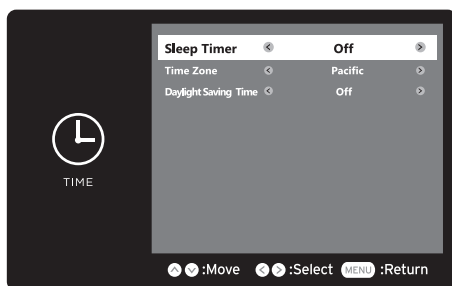 Sleep Timer Off
Time Zone Pacific
Daylight Saving Time Off
TIME
:Move :Select MENU :Return